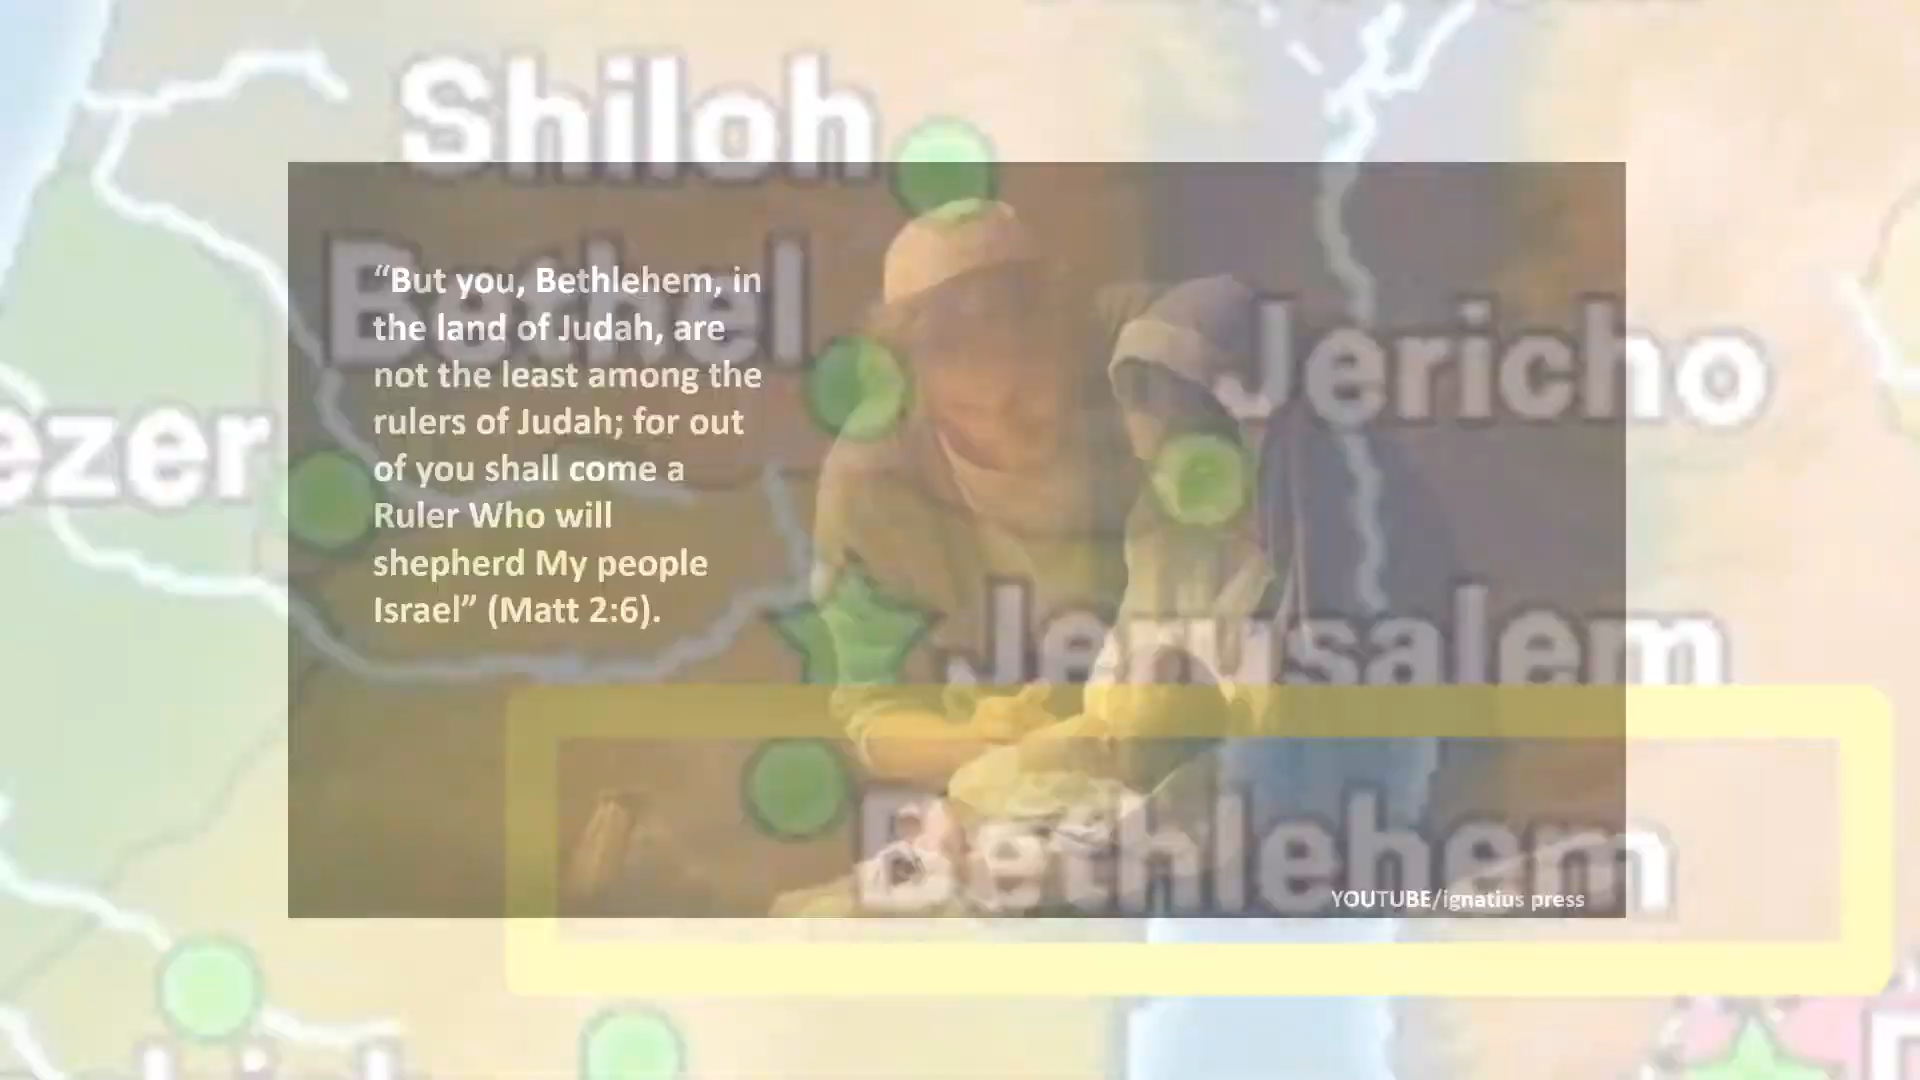 Shiloh
Bethel
“But you, Bethlehem, in
the land of Judah, are
not the least among the
rulers of Judah; for out
of you shall come a
Ruler Who will
shepherd My people
Israel” (Matt 2:6).
Jericho
ezer
Jerusalem
Bethlehem
YOUTUBE/ignatius press